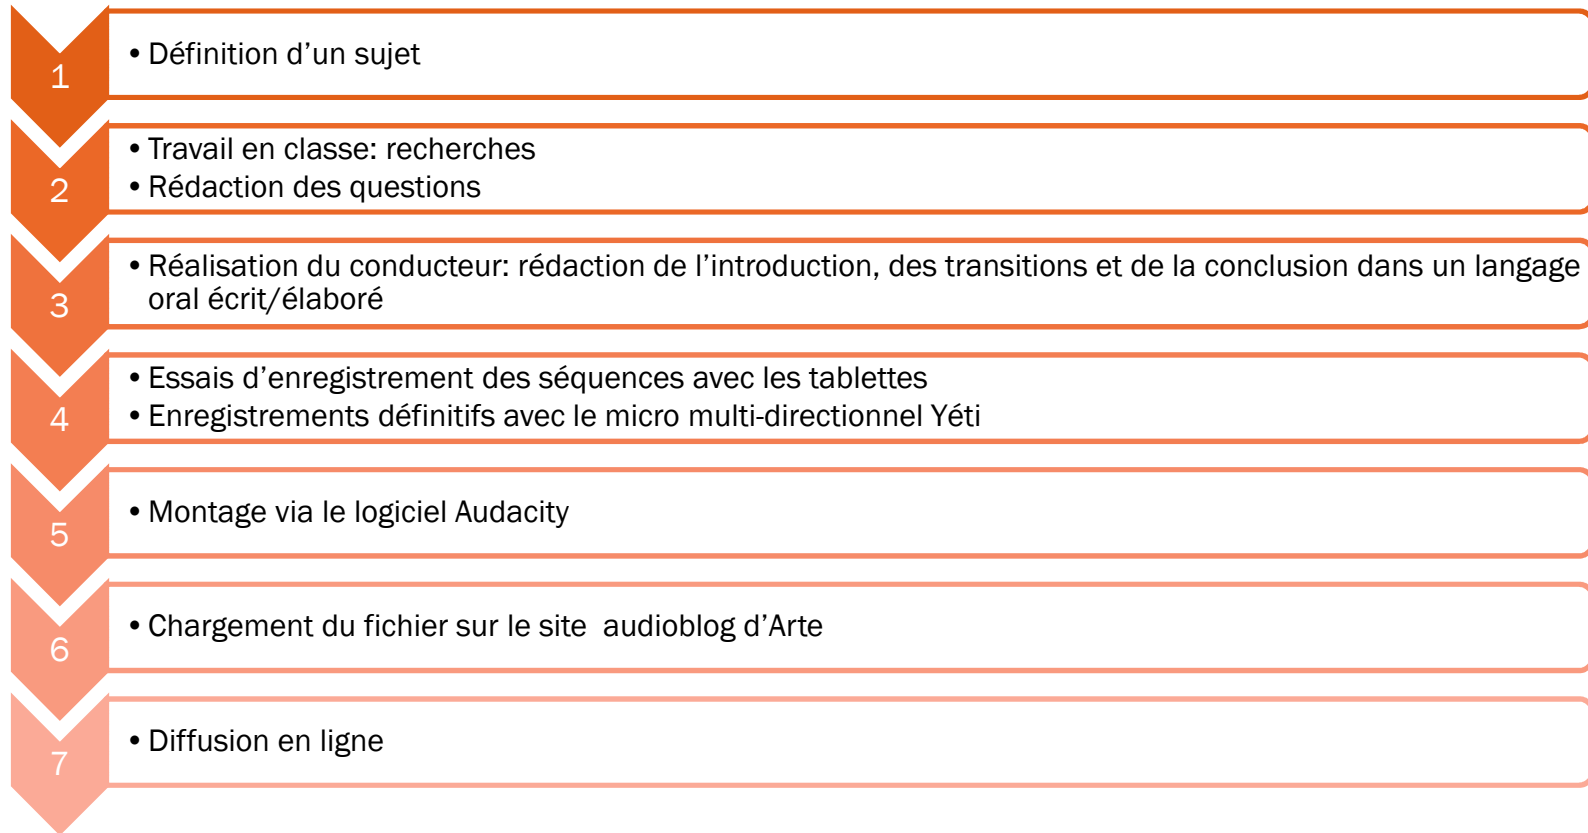 1
• Définition d’un sujet
2
• Travail en classe: recherches
• Rédaction des questions
3
• Réalisation du conducteur: rédaction de l’introduction, des transitions et de la conclusion dans un langage
oral écrit/élaboré
4
• Essais d’enregistrement des séquences avec les tablettes
• Enregistrements définitifs avec le micro multi-directionnel Yéti
5
• Montage via le logiciel Audacity
6
• Chargement du fichier sur le site  audioblog d’Arte
7
• Diffusion en ligne